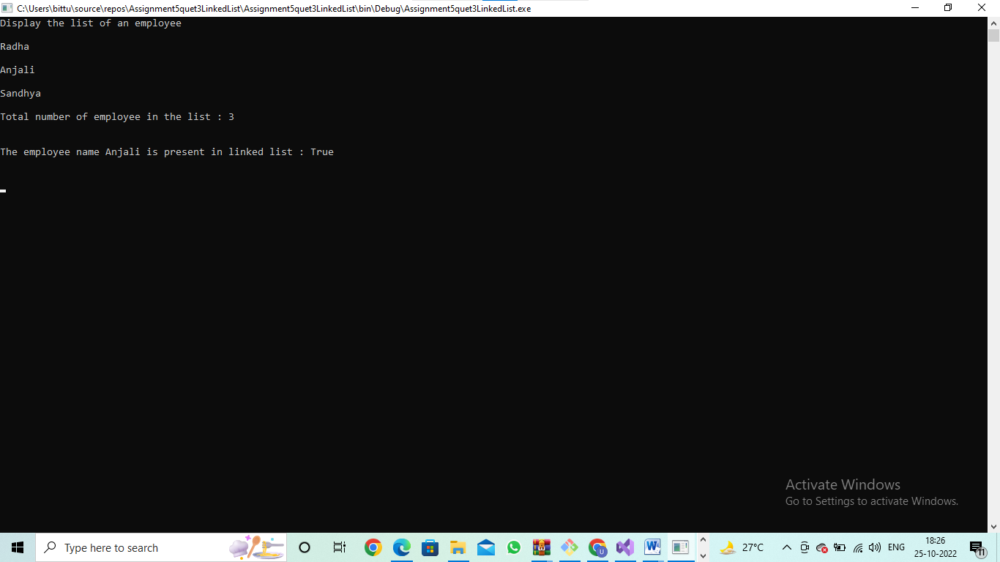 C:\Users\bittu\source\repos\Assignment5quet3LinkedList\Assignment5quet3LinkedList\bin\Debug\Assignment5quet3LinkedList.exe
Display the list of an employee
Radha
Anjali
Sandhya
Total number of employee in the list : 3
The employee name Anjali is present in linked list : True
Activate Windows
Go to Settings to activate Windows.
Type here to search
U
W
27°C
ENG
18:26
25-10-2022
11